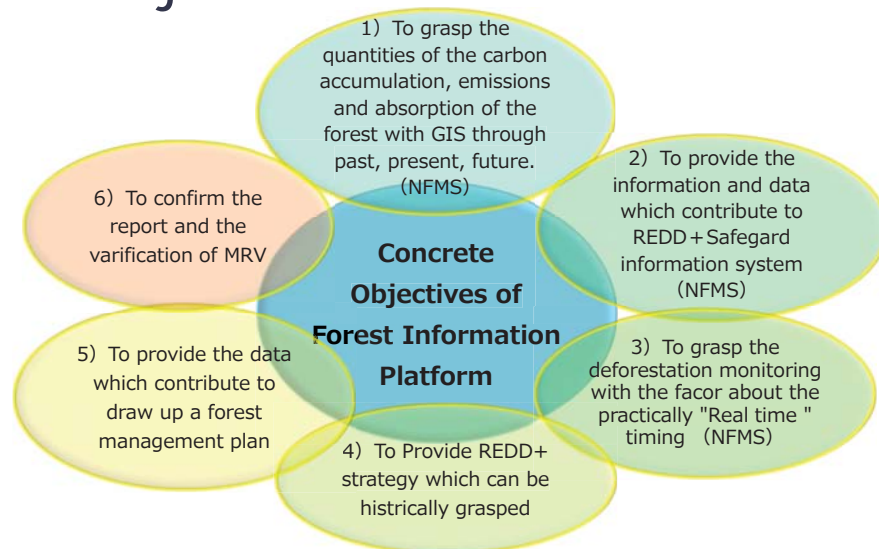 1）To grasp the
quantities of the carbon
accumulation, emissions
and absorption of the
forest with GIS through
past, present, future.
（NFMS）
2）To provide the
information and data
which contribute to
REDD+Safegard
information system
（NFMS）
3）To grasp the
deforestation monitoring
with the facor about the
practically "Real time "
timing （NFMS）
4）To Provide REDD+
strategy which can be
histrically grasped
5）To provide the data
which contribute to
draw up a forest
management plan
6）To confirm the
report and the
varification of MRV
Concrete
Objectives of
Forest Information
Platform